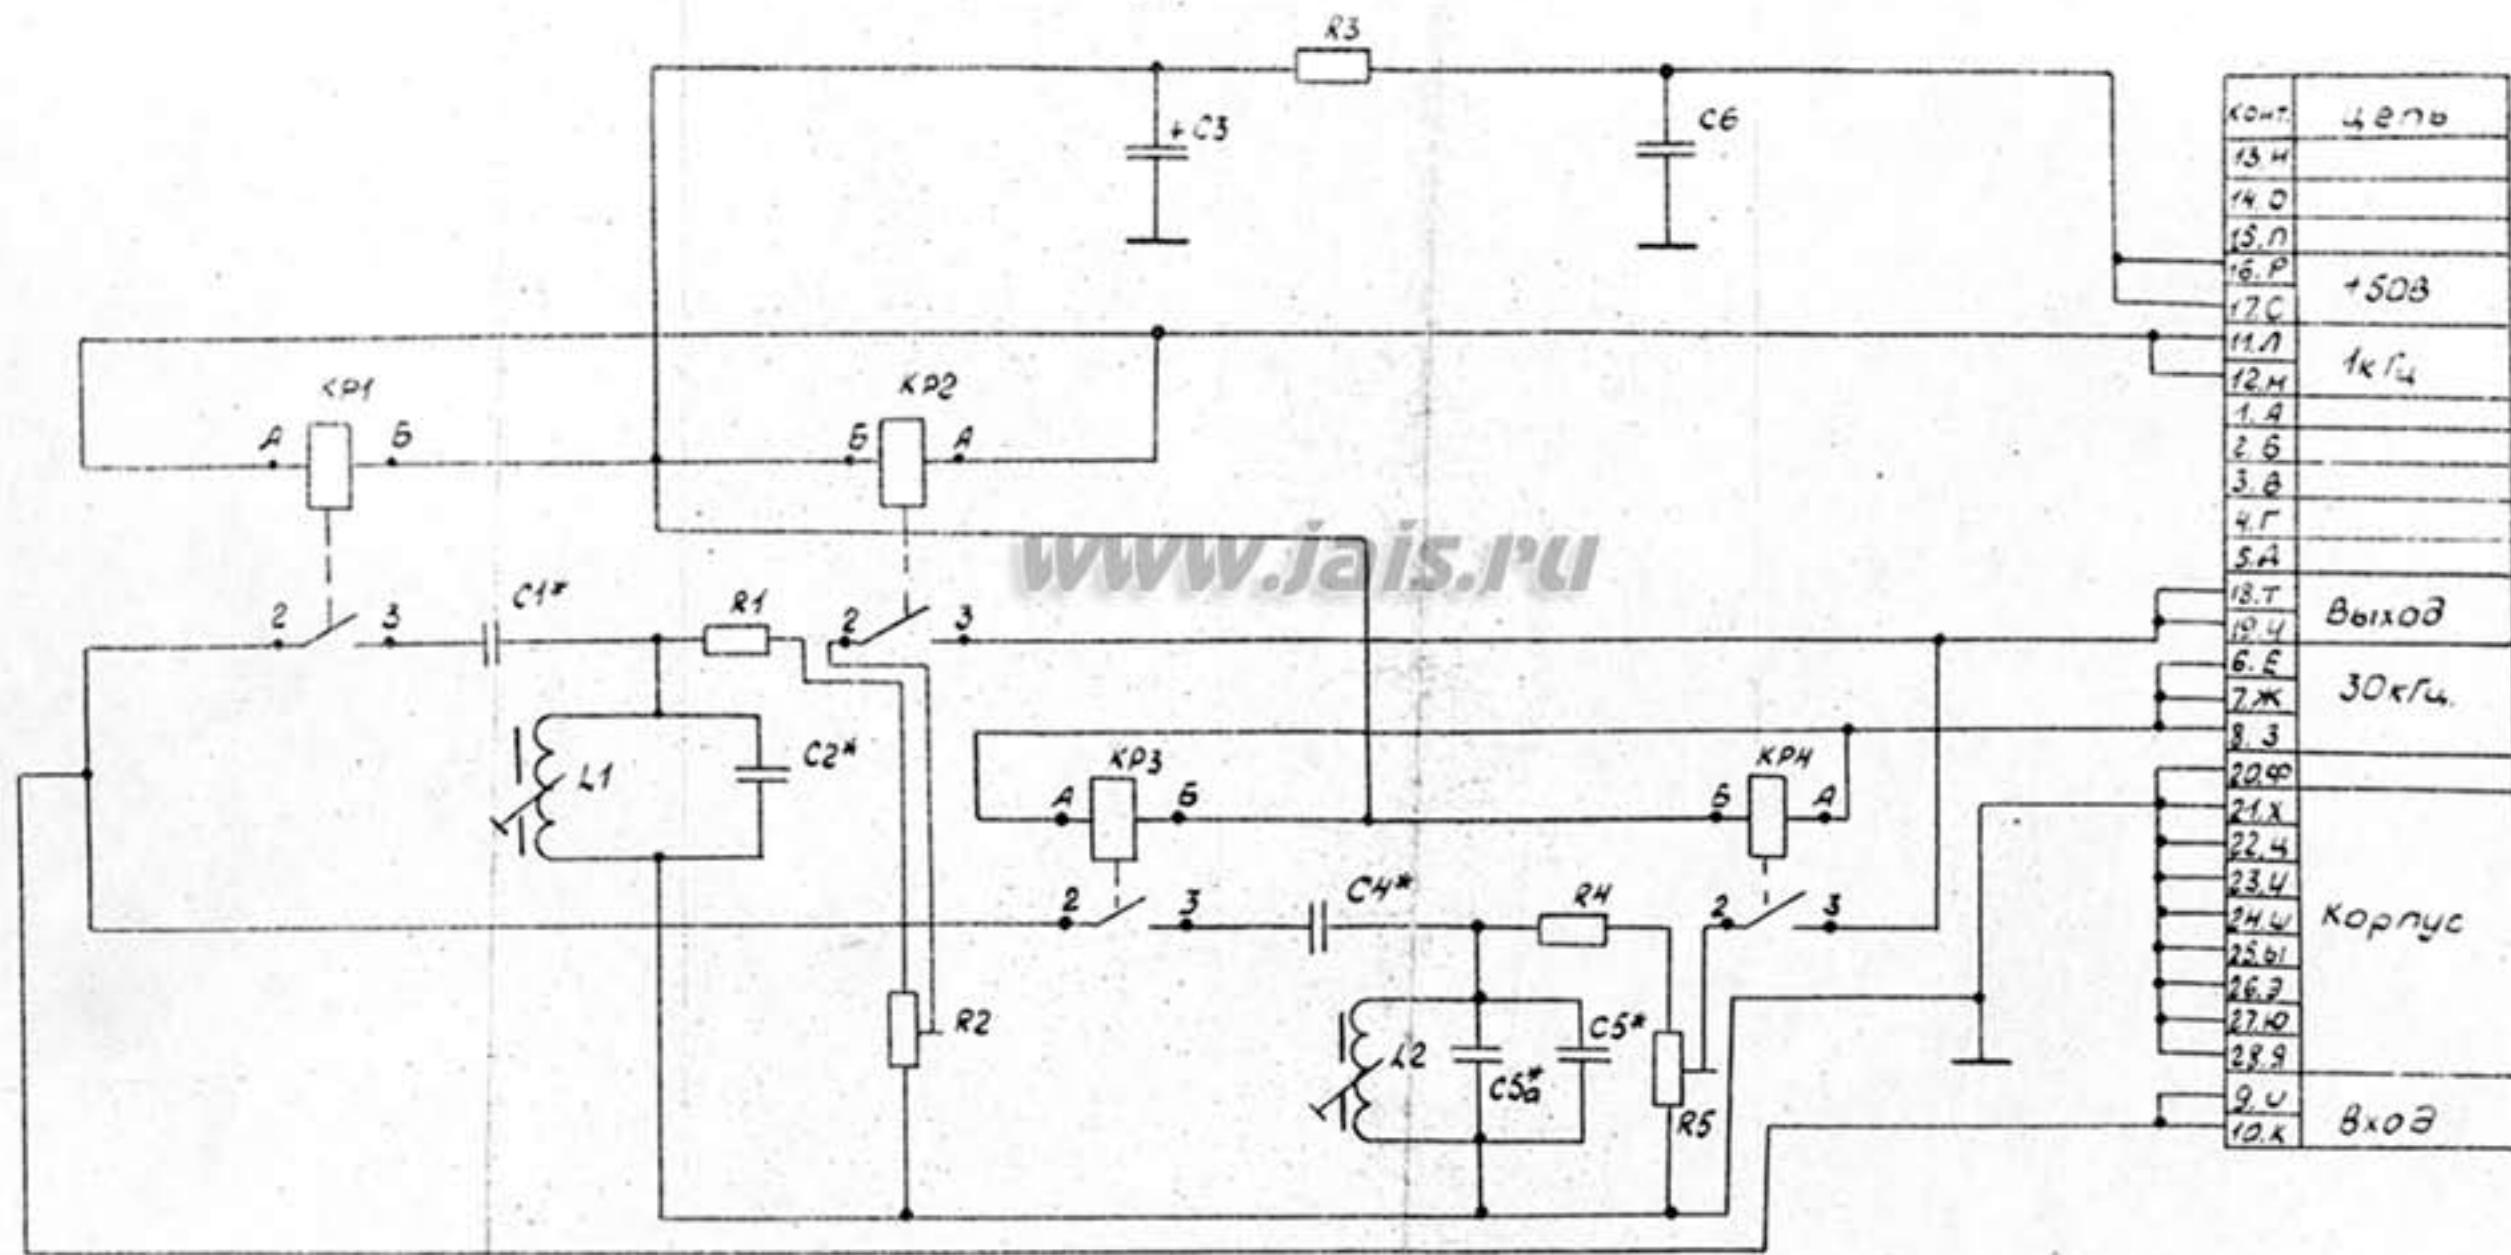 R3
+C3
C6
КР1
КР2
А
Б
Б
А
2
3
C1*
R1
2
3
www.jais.ru
L1
C2*
КР3
КР4
А
Б
Б
А
2
3
C4*
R4
2
3
R2
L2
C5а*
C5*
R5
Конт. цепь
13.Н
14.О
15.П
16.Р
17.С
+50В
11.Л
12.М
1кГц
1.А
2.Б
3.В
4.Г
5.Д
18.Т
19.У
Выход
6.Е
7.Ж
8.З
30кГц.
20.Ф
21.Х
22.Ц
23.Ч
24.Ш
25.Ы
26.Э
27.Ю
28.Я
Корпус
9.И
10.К
Вход